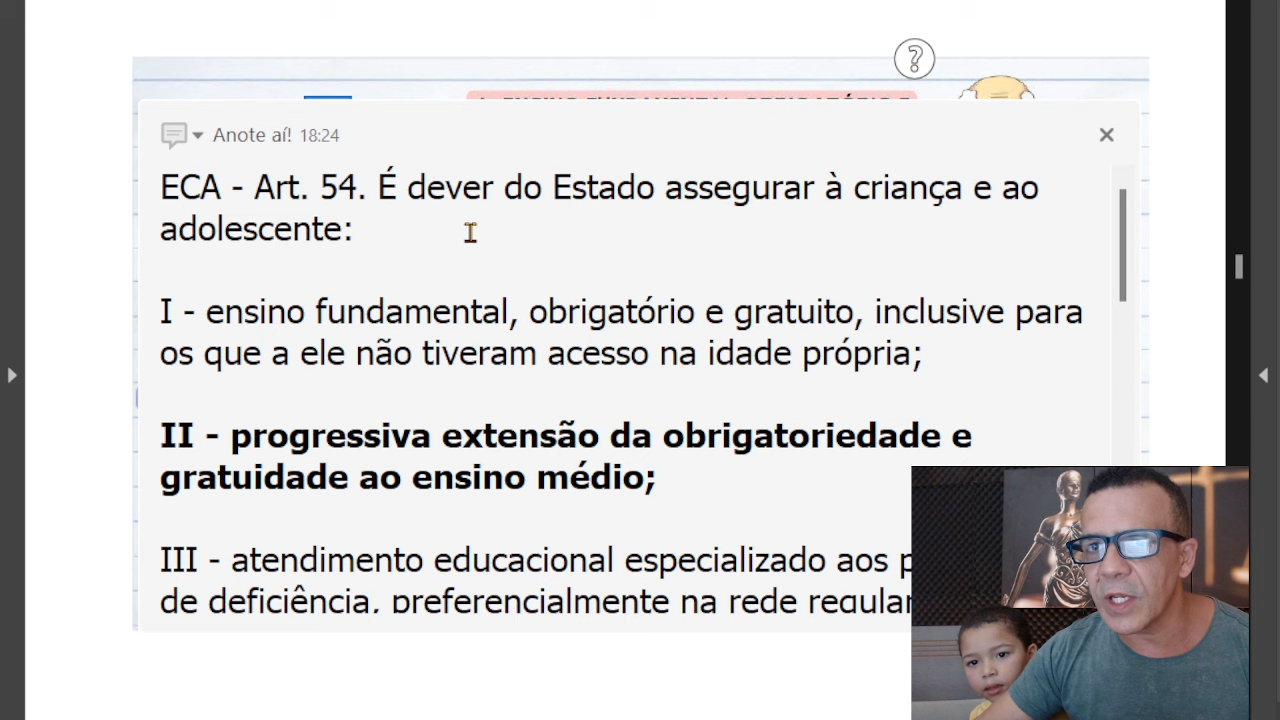 ?
Anote aí! 18:24
ECA - Art. 54. É dever do Estado assegurar à criança e ao
adolescente:
I - ensino fundamental, obrigatório e gratuito, inclusive para
os que a ele não tiveram acesso na idade própria;
II - progressiva extensão da obrigatoriedade e
gratuidade ao ensino médio;
III - atendimento educacional especializado aos
de deficiência, preferencialmente na rede regular